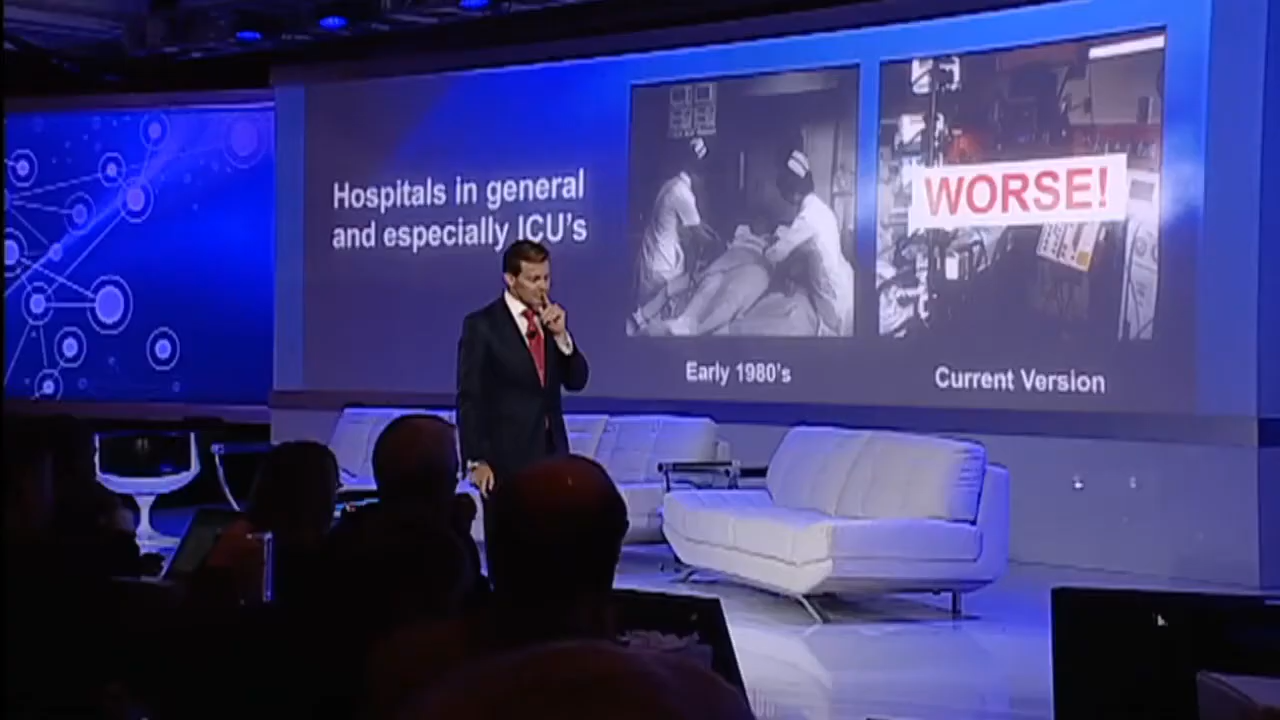 Hospitals in general
and especially ICU's
WORSE!
Early 1980's
Current Version